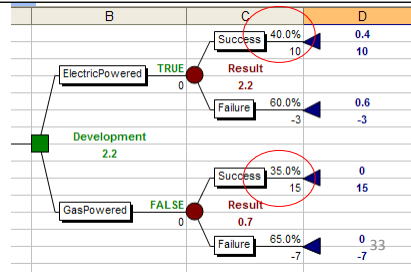 B C D
Success 40.0% 0.4
10 10
ElectricPowered TRUE Result
0 2.2
Failure 60.0% 0.6
-3 -3
Development
2.2
Success 35.0% 0
15 15
GasPowered FALSE Result
0 0.7
Failure 65.0% 0 33
-7 -7